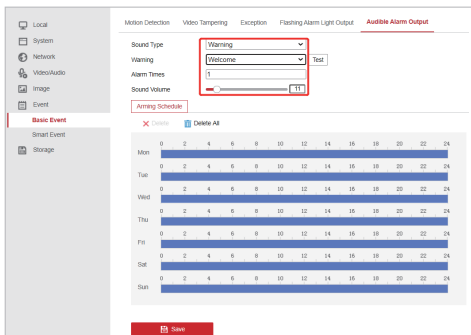 Local
System
Network
Video/Audio
Image
Event
Basic Event
Smart Event
Storage
Motion Detection Video Tampering Exception Flashing Alarm Light Output Audible Alarm Output
Sound Type Warning
Warning Welcome Test
Alarm Times 1
Sound Volume 11
Arming Schedule
Delete Delete All
0 2 4 6 8 10 12 14 16 18 20 22 24
Mon
0 2 4 6 8 10 12 14 16 18 20 22 24
Tue
0 2 4 6 8 10 12 14 16 18 20 22 24
Wed
0 2 4 6 8 10 12 14 16 18 20 22 24
Thu
0 2 4 6 8 10 12 14 16 18 20 22 24
Fri
0 2 4 6 8 10 12 14 16 18 20 22 24
Sat
0 2 4 6 8 10 12 14 16 18 20 22 24
Sun
Save